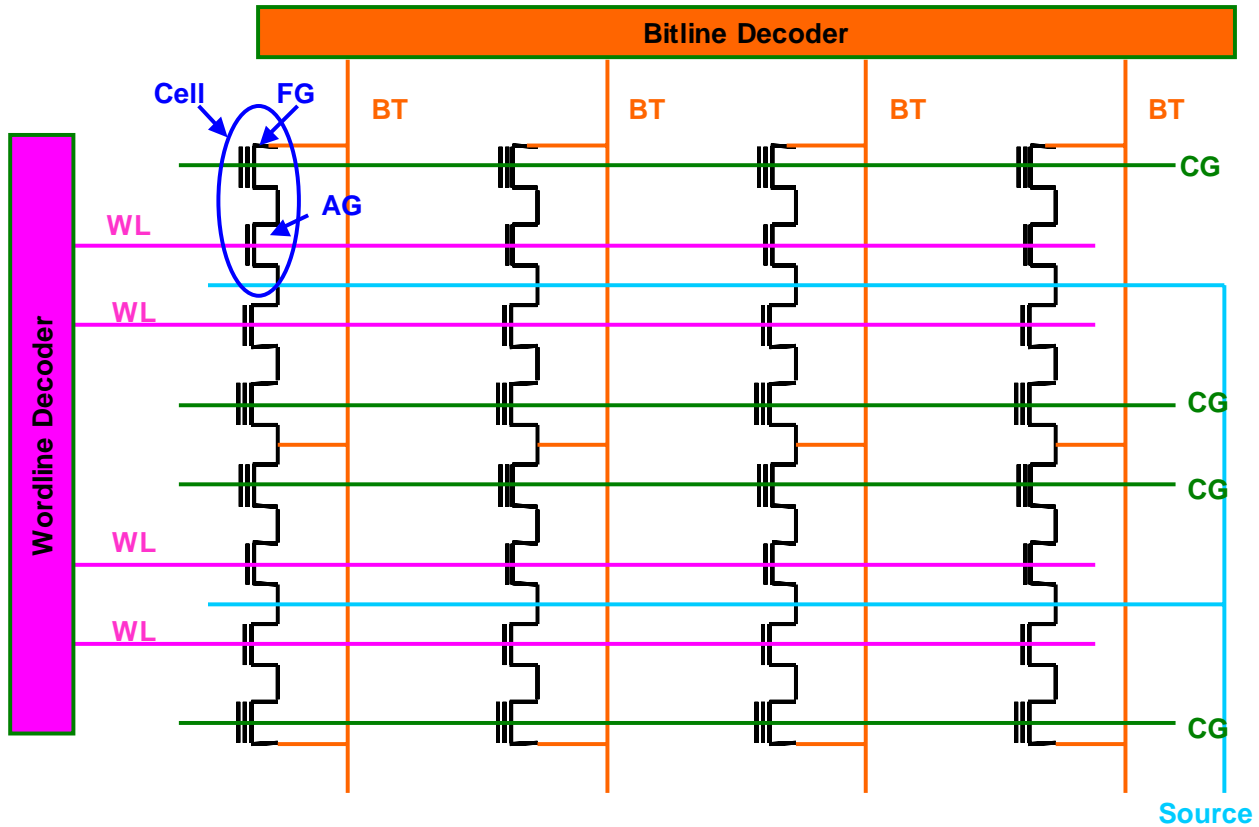 Bitline Decoder
Cell FG BT BT BT BT
CG
AG
WL
WL
Wordline Decoder
CG
CG
WL
WL
CG
Source